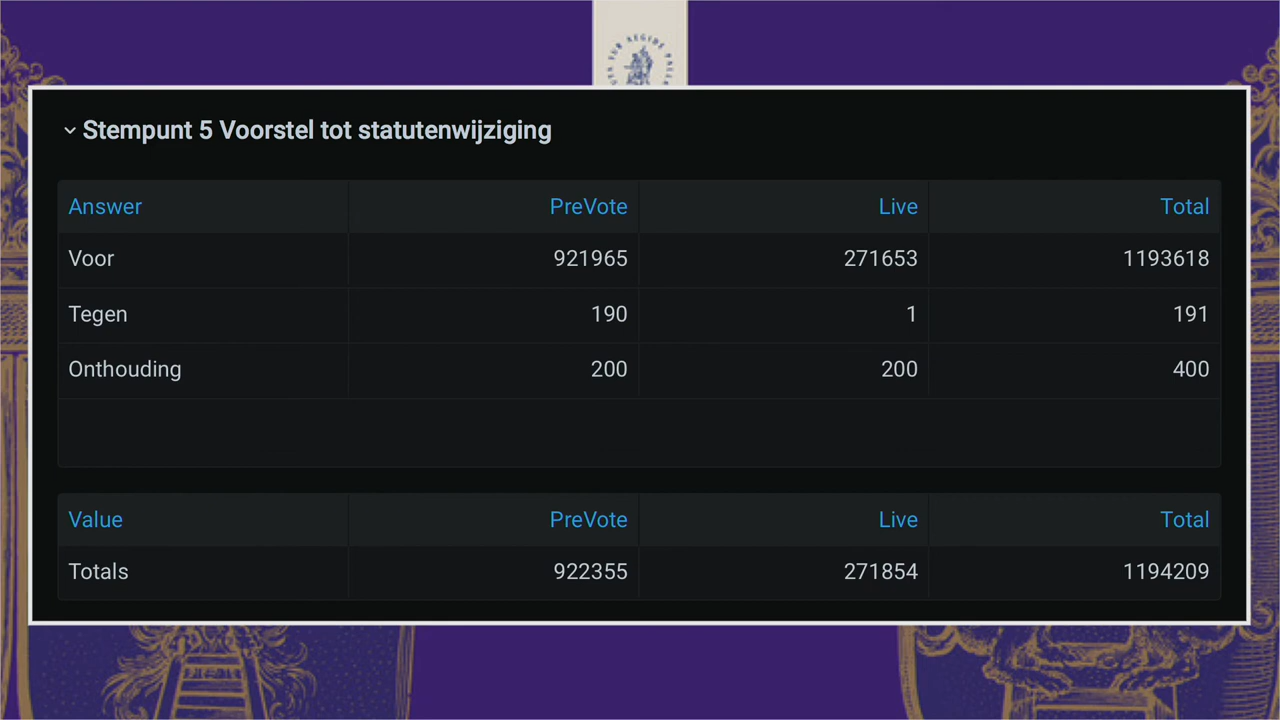 Stempunt 5 Voorstel tot statutenwijziging
Answer PreVote Live Total
Voor 921965 271653 1193618
Tegen 190 1 191
Onthouding 200 200 400
Value PreVote Live Total
Totals 922355 271854 1194209